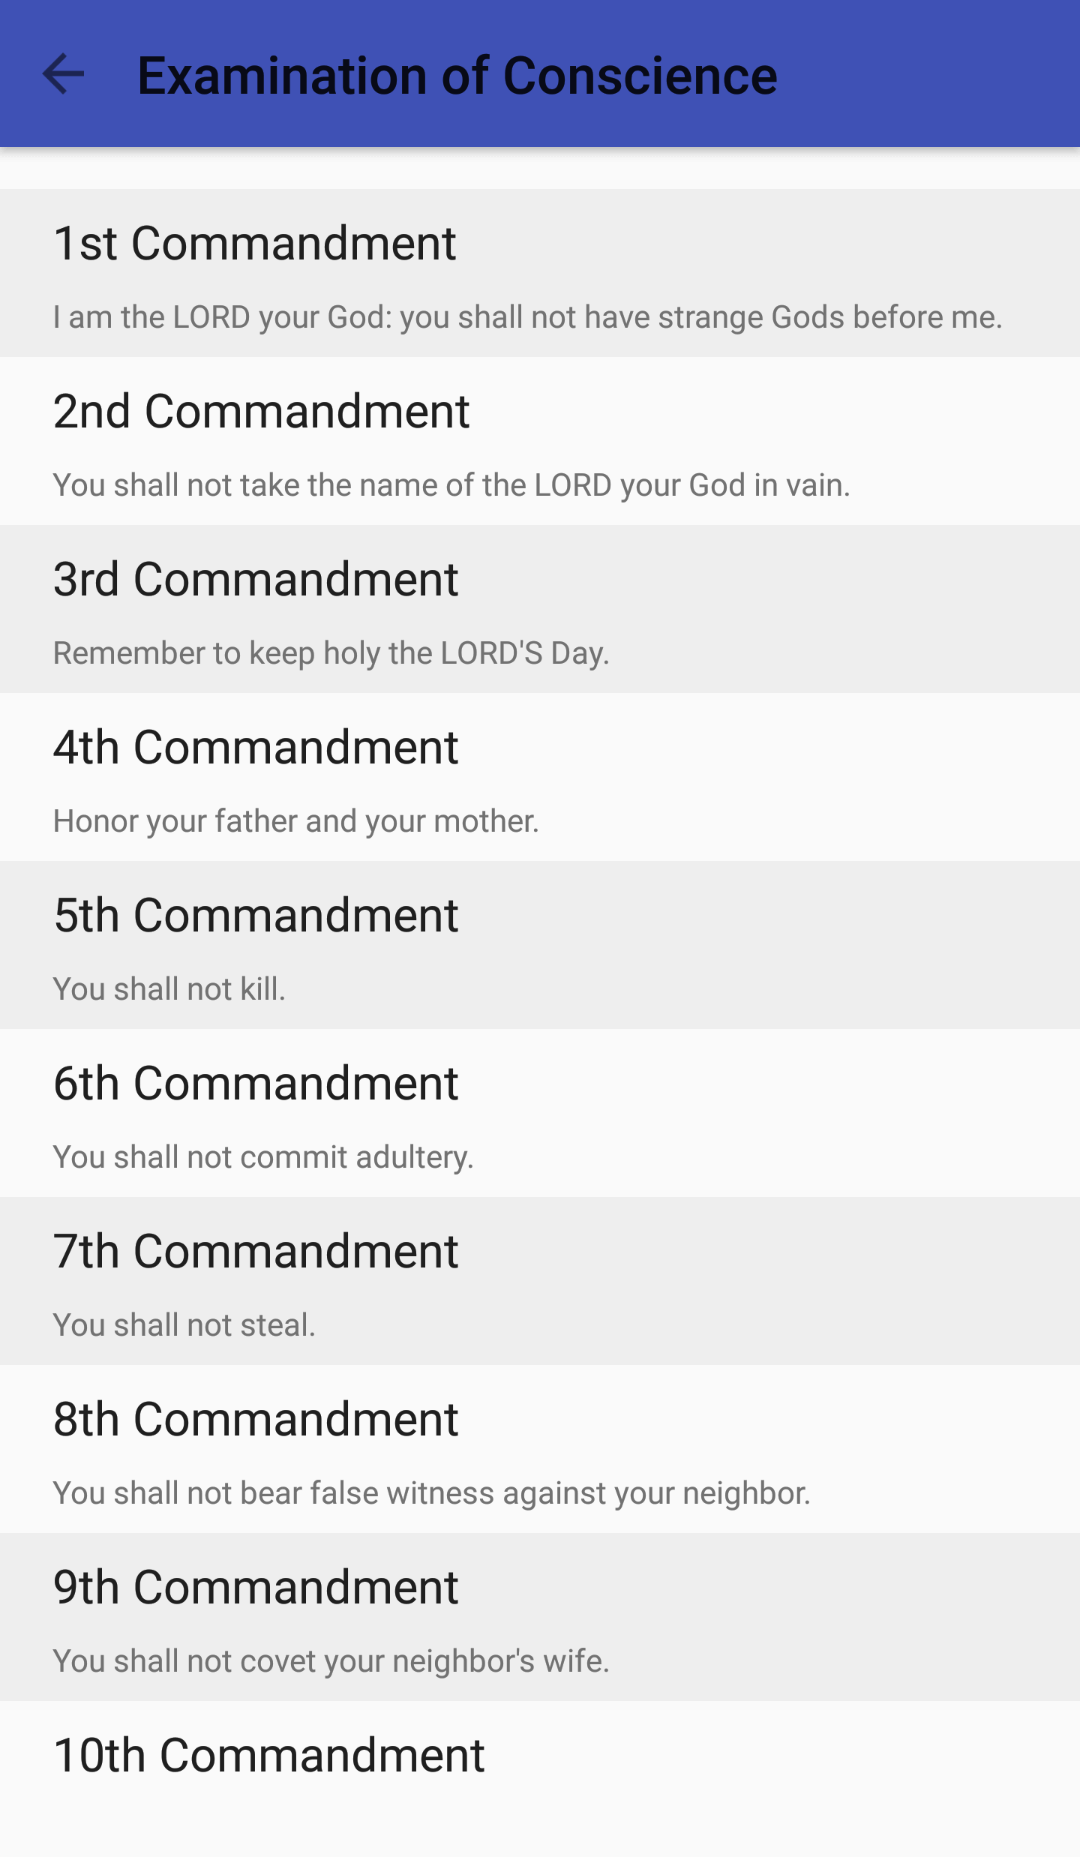 Examination of Conscience
1st Commandment
I am the LORD your God: you shall not have strange Gods before me.
2nd Commandment
You shall not take the name of the LORD your God in vain.
3rd Commandment
Remember to keep holy the LORD'S Day.
4th Commandment
Honor your father and your mother.
5th Commandment
You shall not kill.
6th Commandment
You shall not commit adultery.
7th Commandment
You shall not steal.
8th Commandment
You shall not bear false witness against your neighbor.
9th Commandment
You shall not covet your neighbor's wife.
10th Commandment